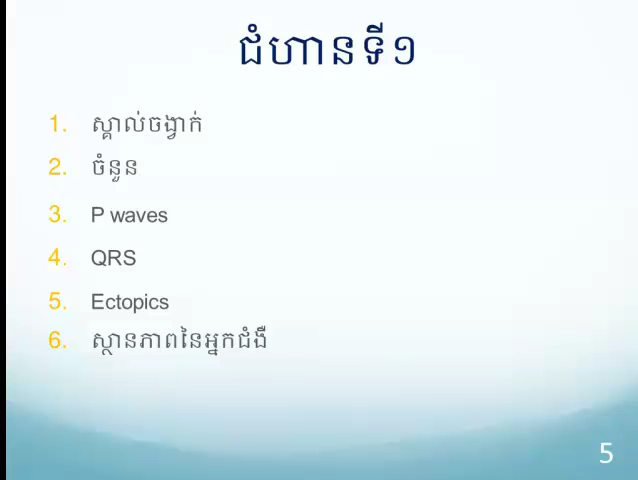 ជំហានទី១
1. ស្គាល់ចង្វាក់
2. ចំនួន
3. P waves
4. QRS
5. Ectopics
6. ស្ថានភាពនៃអ្នកជំងឺ
5